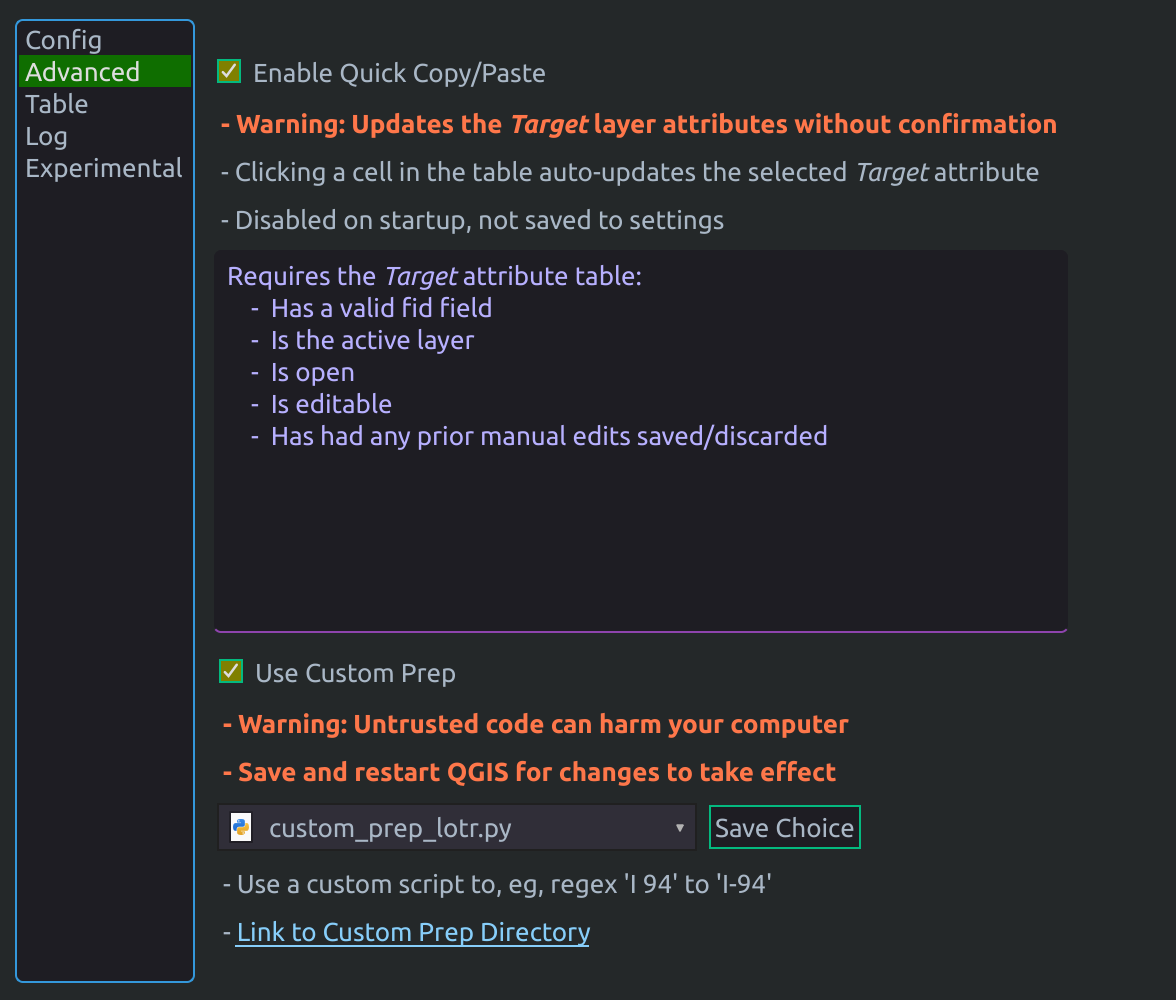 Config
Advanced
Table
Log
Experimental
Enable Quick Copy/Paste
- Warning: Updates the Target layer attributes without confirmation
- Clicking a cell in the table auto-updates the selected Target attribute
- Disabled on startup, not saved to settings
Requires the Target attribute table:
- Has a valid fid field
- Is the active layer
- Is open
- Is editable
- Has had any prior manual edits saved/discarded
Use Custom Prep
- Warning: Untrusted code can harm your computer
- Save and restart QGIS for changes to take effect
custom_prep_lotr.py
Save Choice
- Use a custom script to, eg, regex 'I 94' to 'I-94'
- Link to Custom Prep Directory